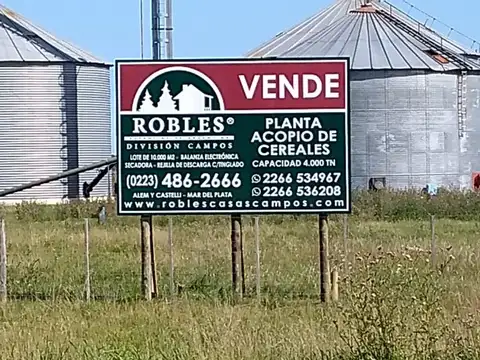 VENDE
ROBLES®
DIVISIÓN CAMPOS
PLANTA
ACOPIO DE
CEREALES
CAPACIDAD 4.000 TN
LOTE DE 10.000 M2 - BALANZA ELECTRÓNICA
SECADORA - REJILLA DE DESCARGA C/TINGLADO
(0223) 486-2666
2266 534967
2266 536208
ALEM Y CASTELLI - MAR DEL PLATA
www.roblescasascampos.com